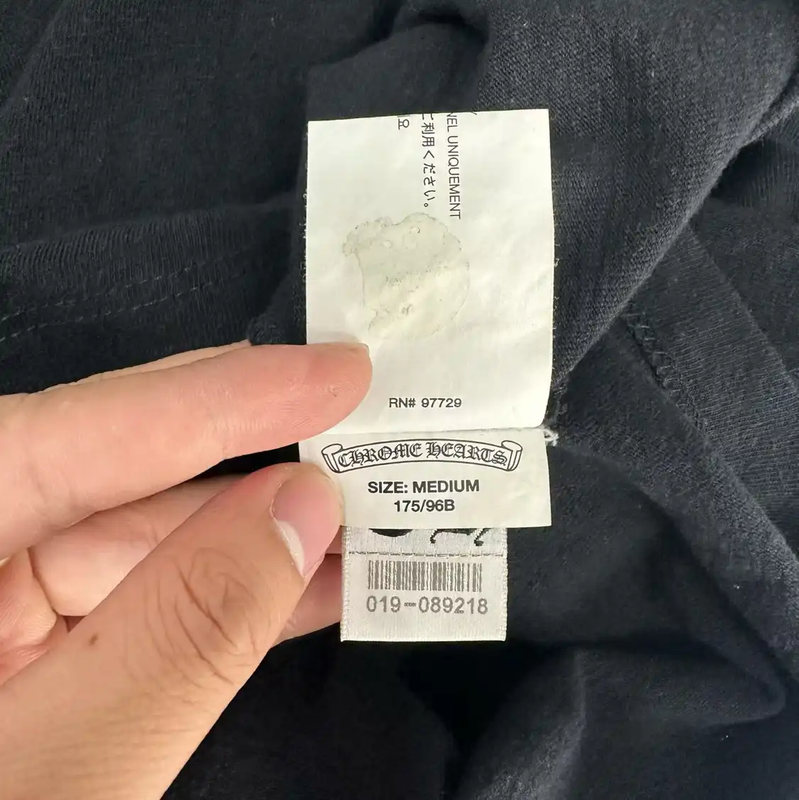 NEL UNIQUEMENT
ご利用ください。
요
RN# 97729
CHROME HEARTS
SIZE: MEDIUM
175/96B
019-089218